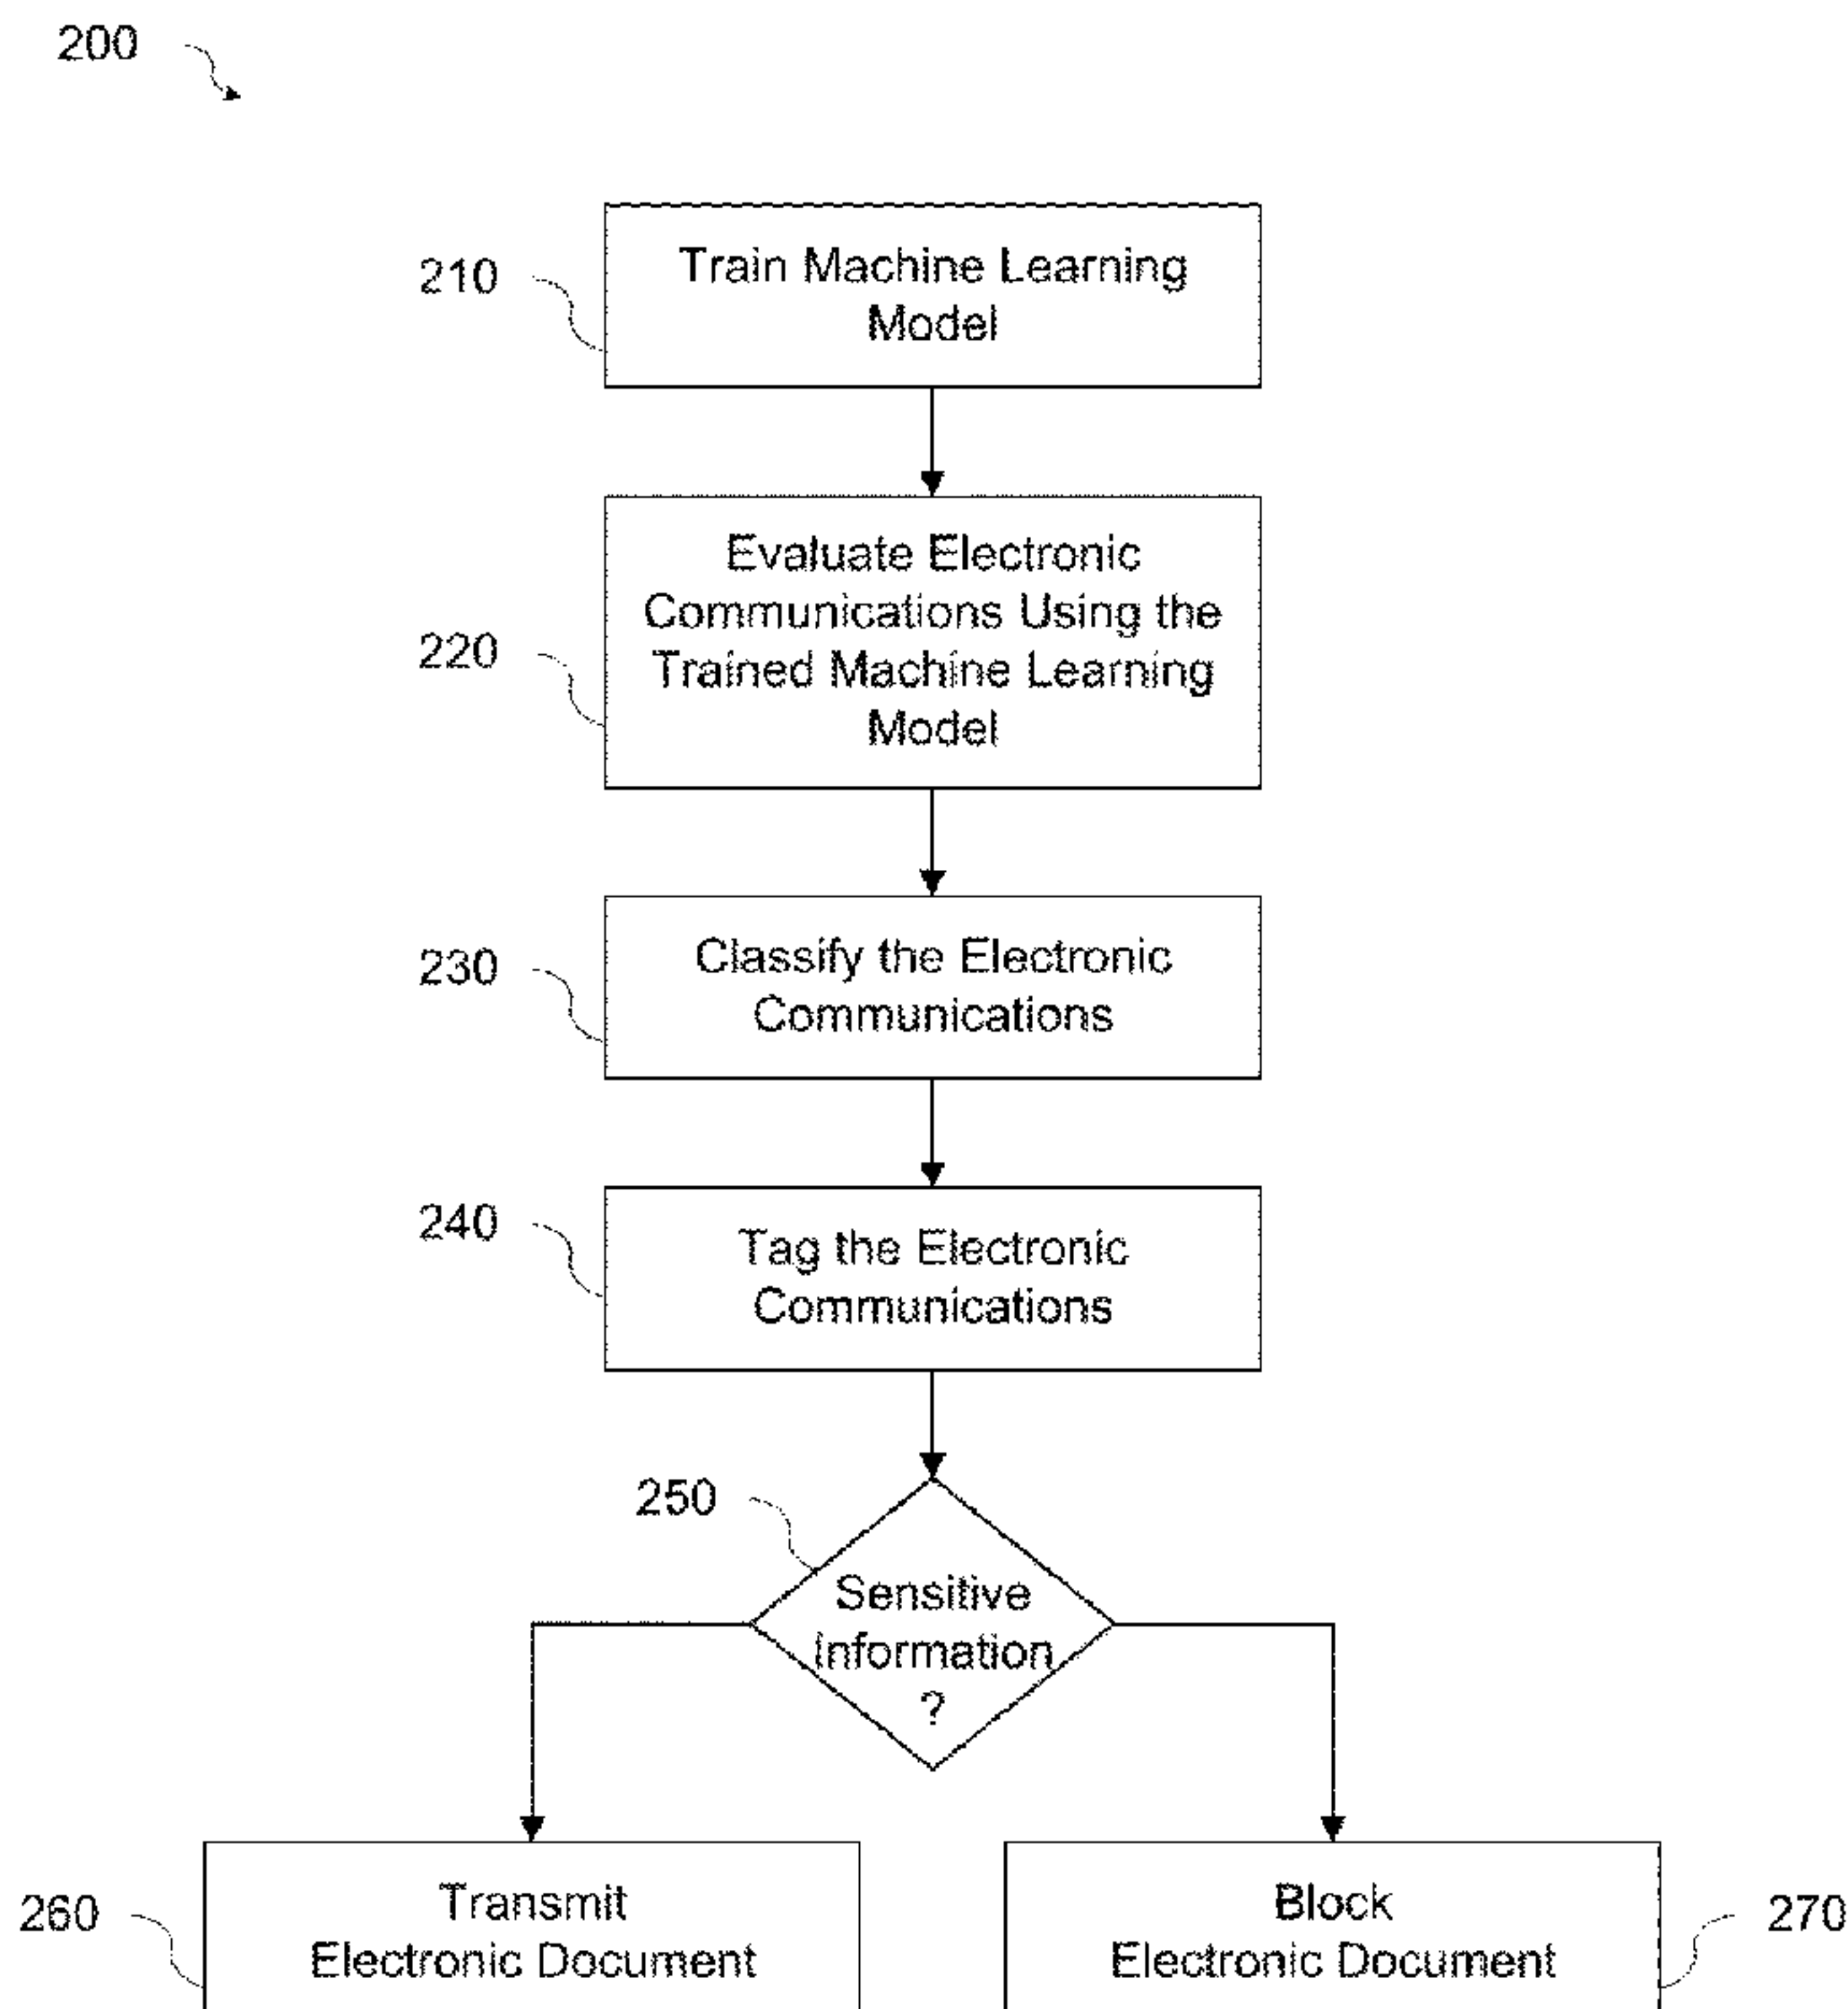 200
210
Train Machine Learning
Model
220
Evaluate Electronic
Communications Using the
Trained Machine Learning
Model
230
Classify the Electronic
Communications
240
Tag the Electronic
Communications
250
Sensitive
Information
?
260
Transmit
Electronic Document
Block
Electronic Document
270